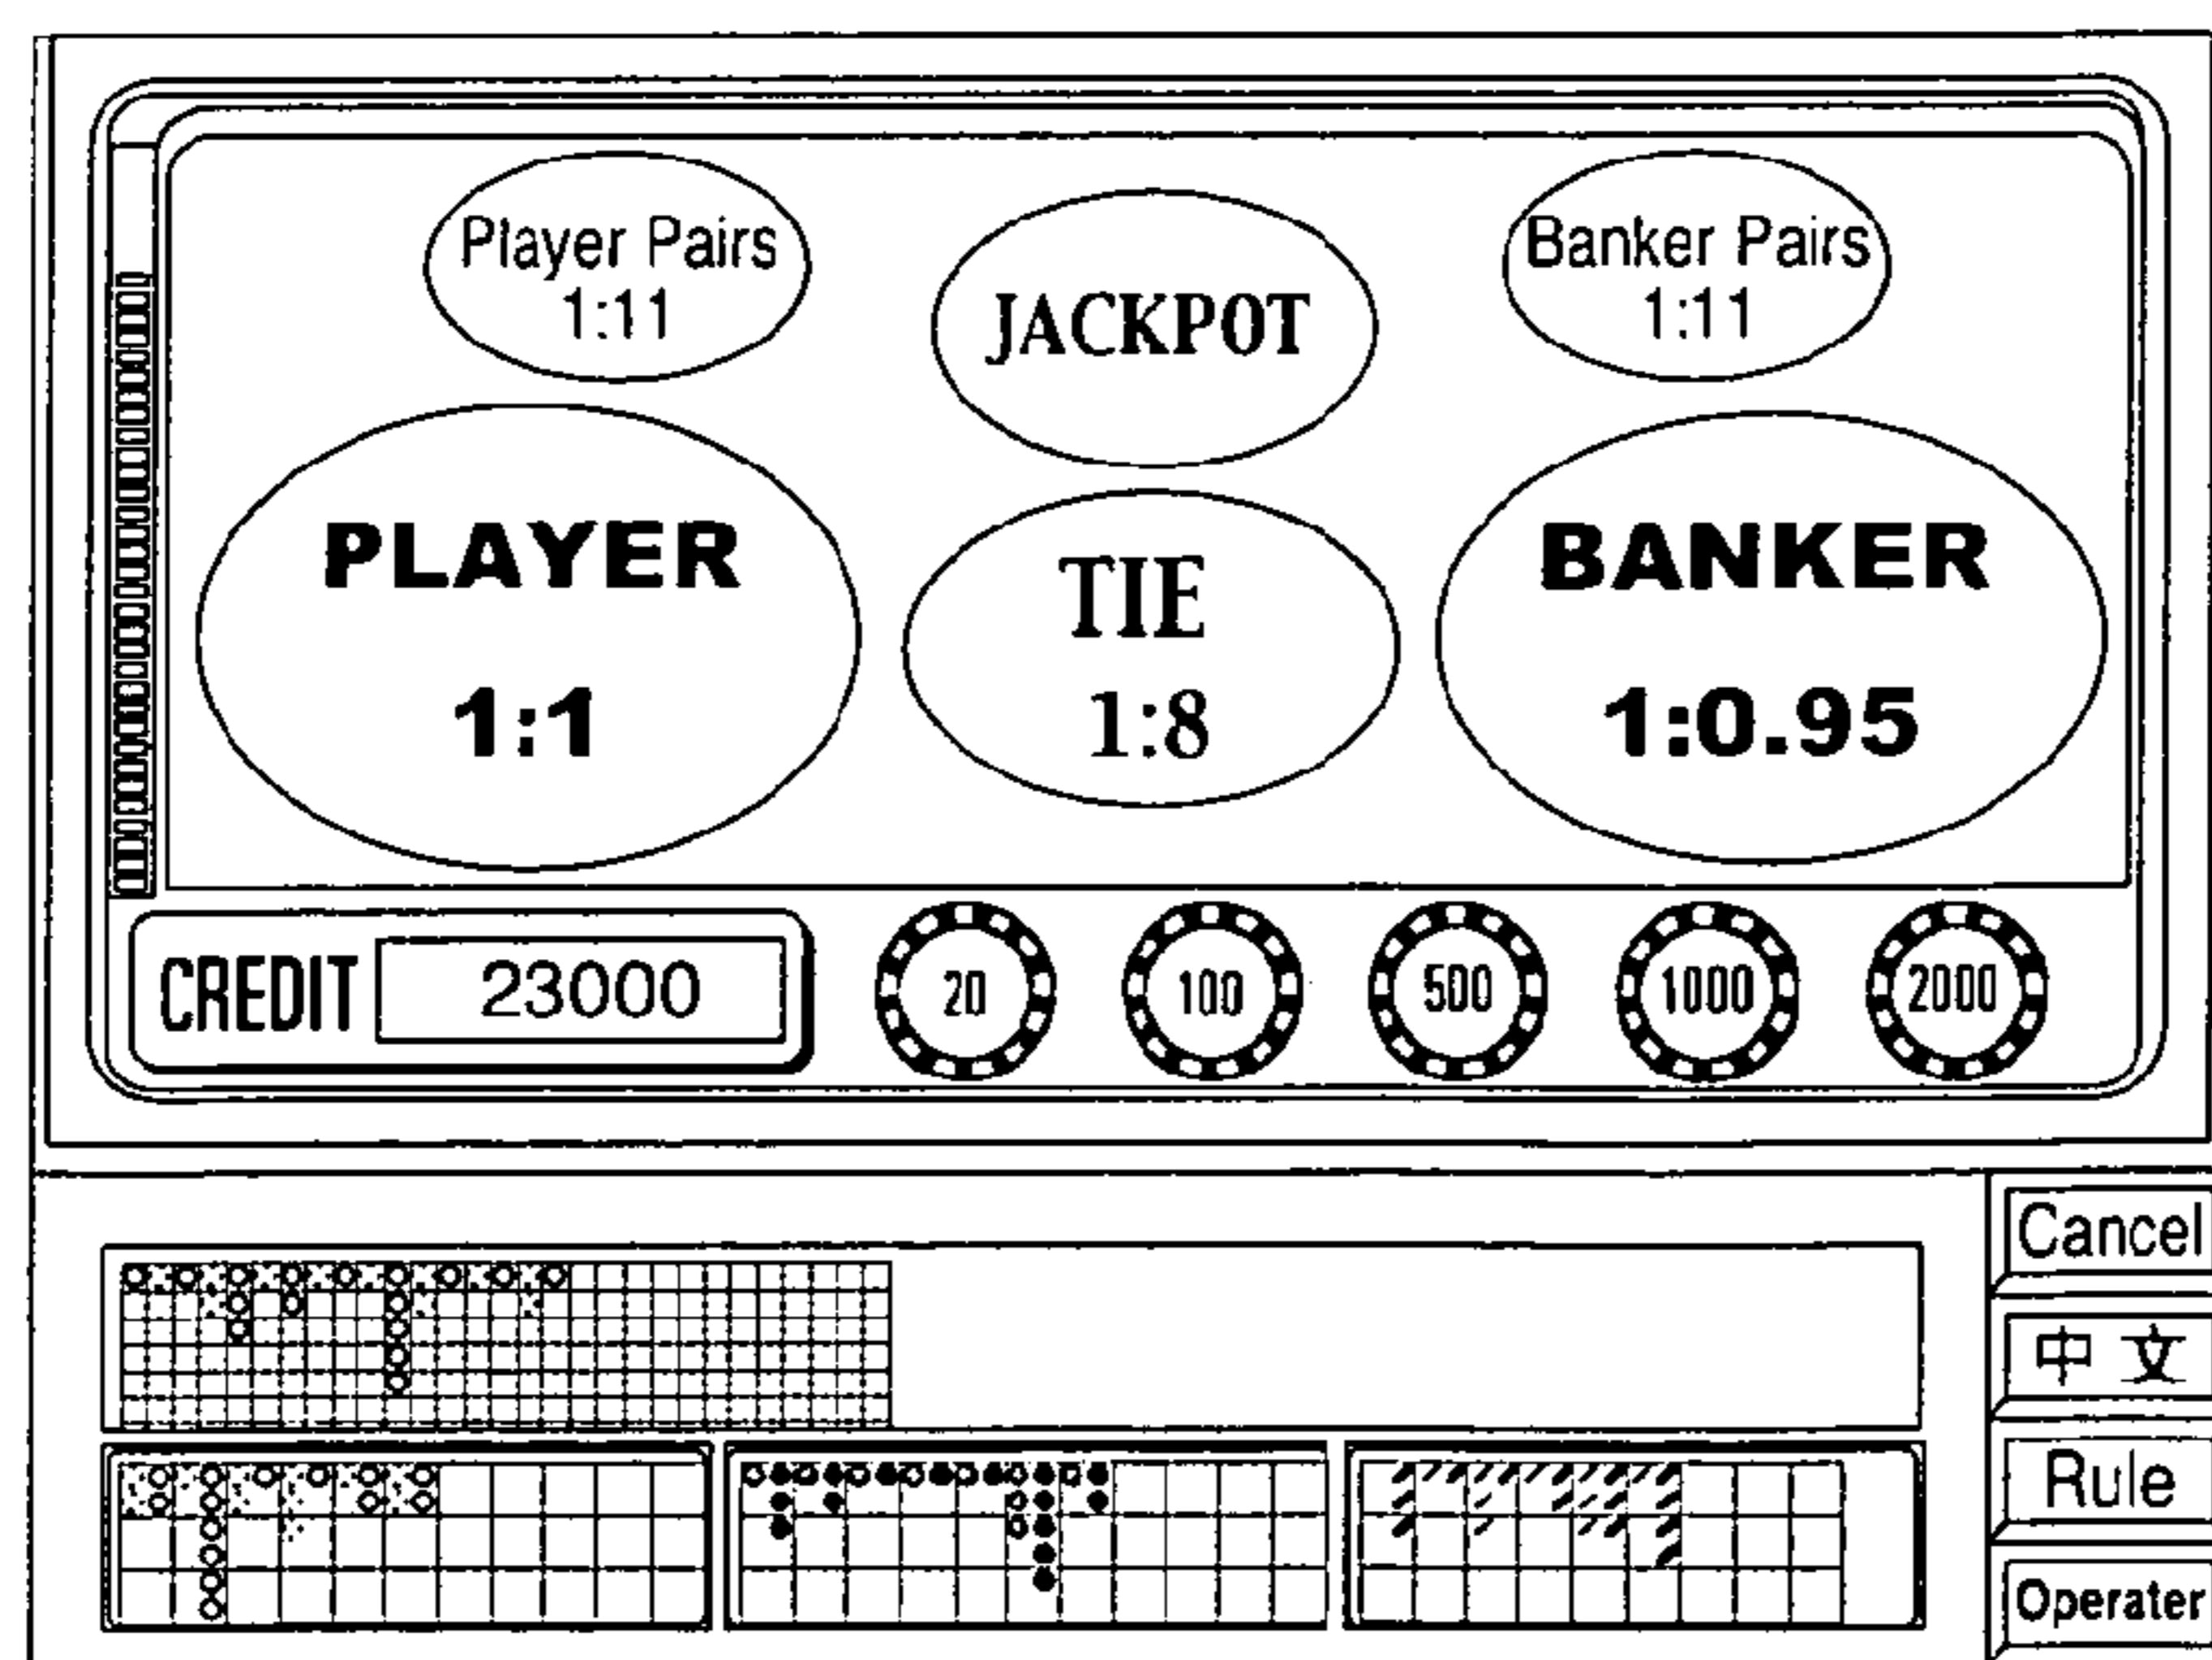 Player Pairs
1:11
JACKPOT
Banker Pairs
1:11
PLAYER
1:1
TIE
1:8
BANKER
1:0.95
CREDIT 23000
20 100 500 1000 2000
Cancel
中文
Rule
Operater